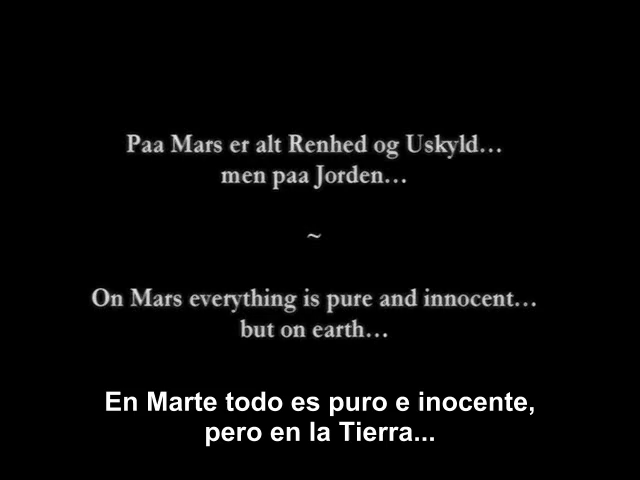 Paa Mars er alt Renhed og Uskyld...
men paa Jorden...
~
On Mars everything is pure and innocent...
but on earth...
En Marte todo es puro e inocente,
pero en la Tierra...